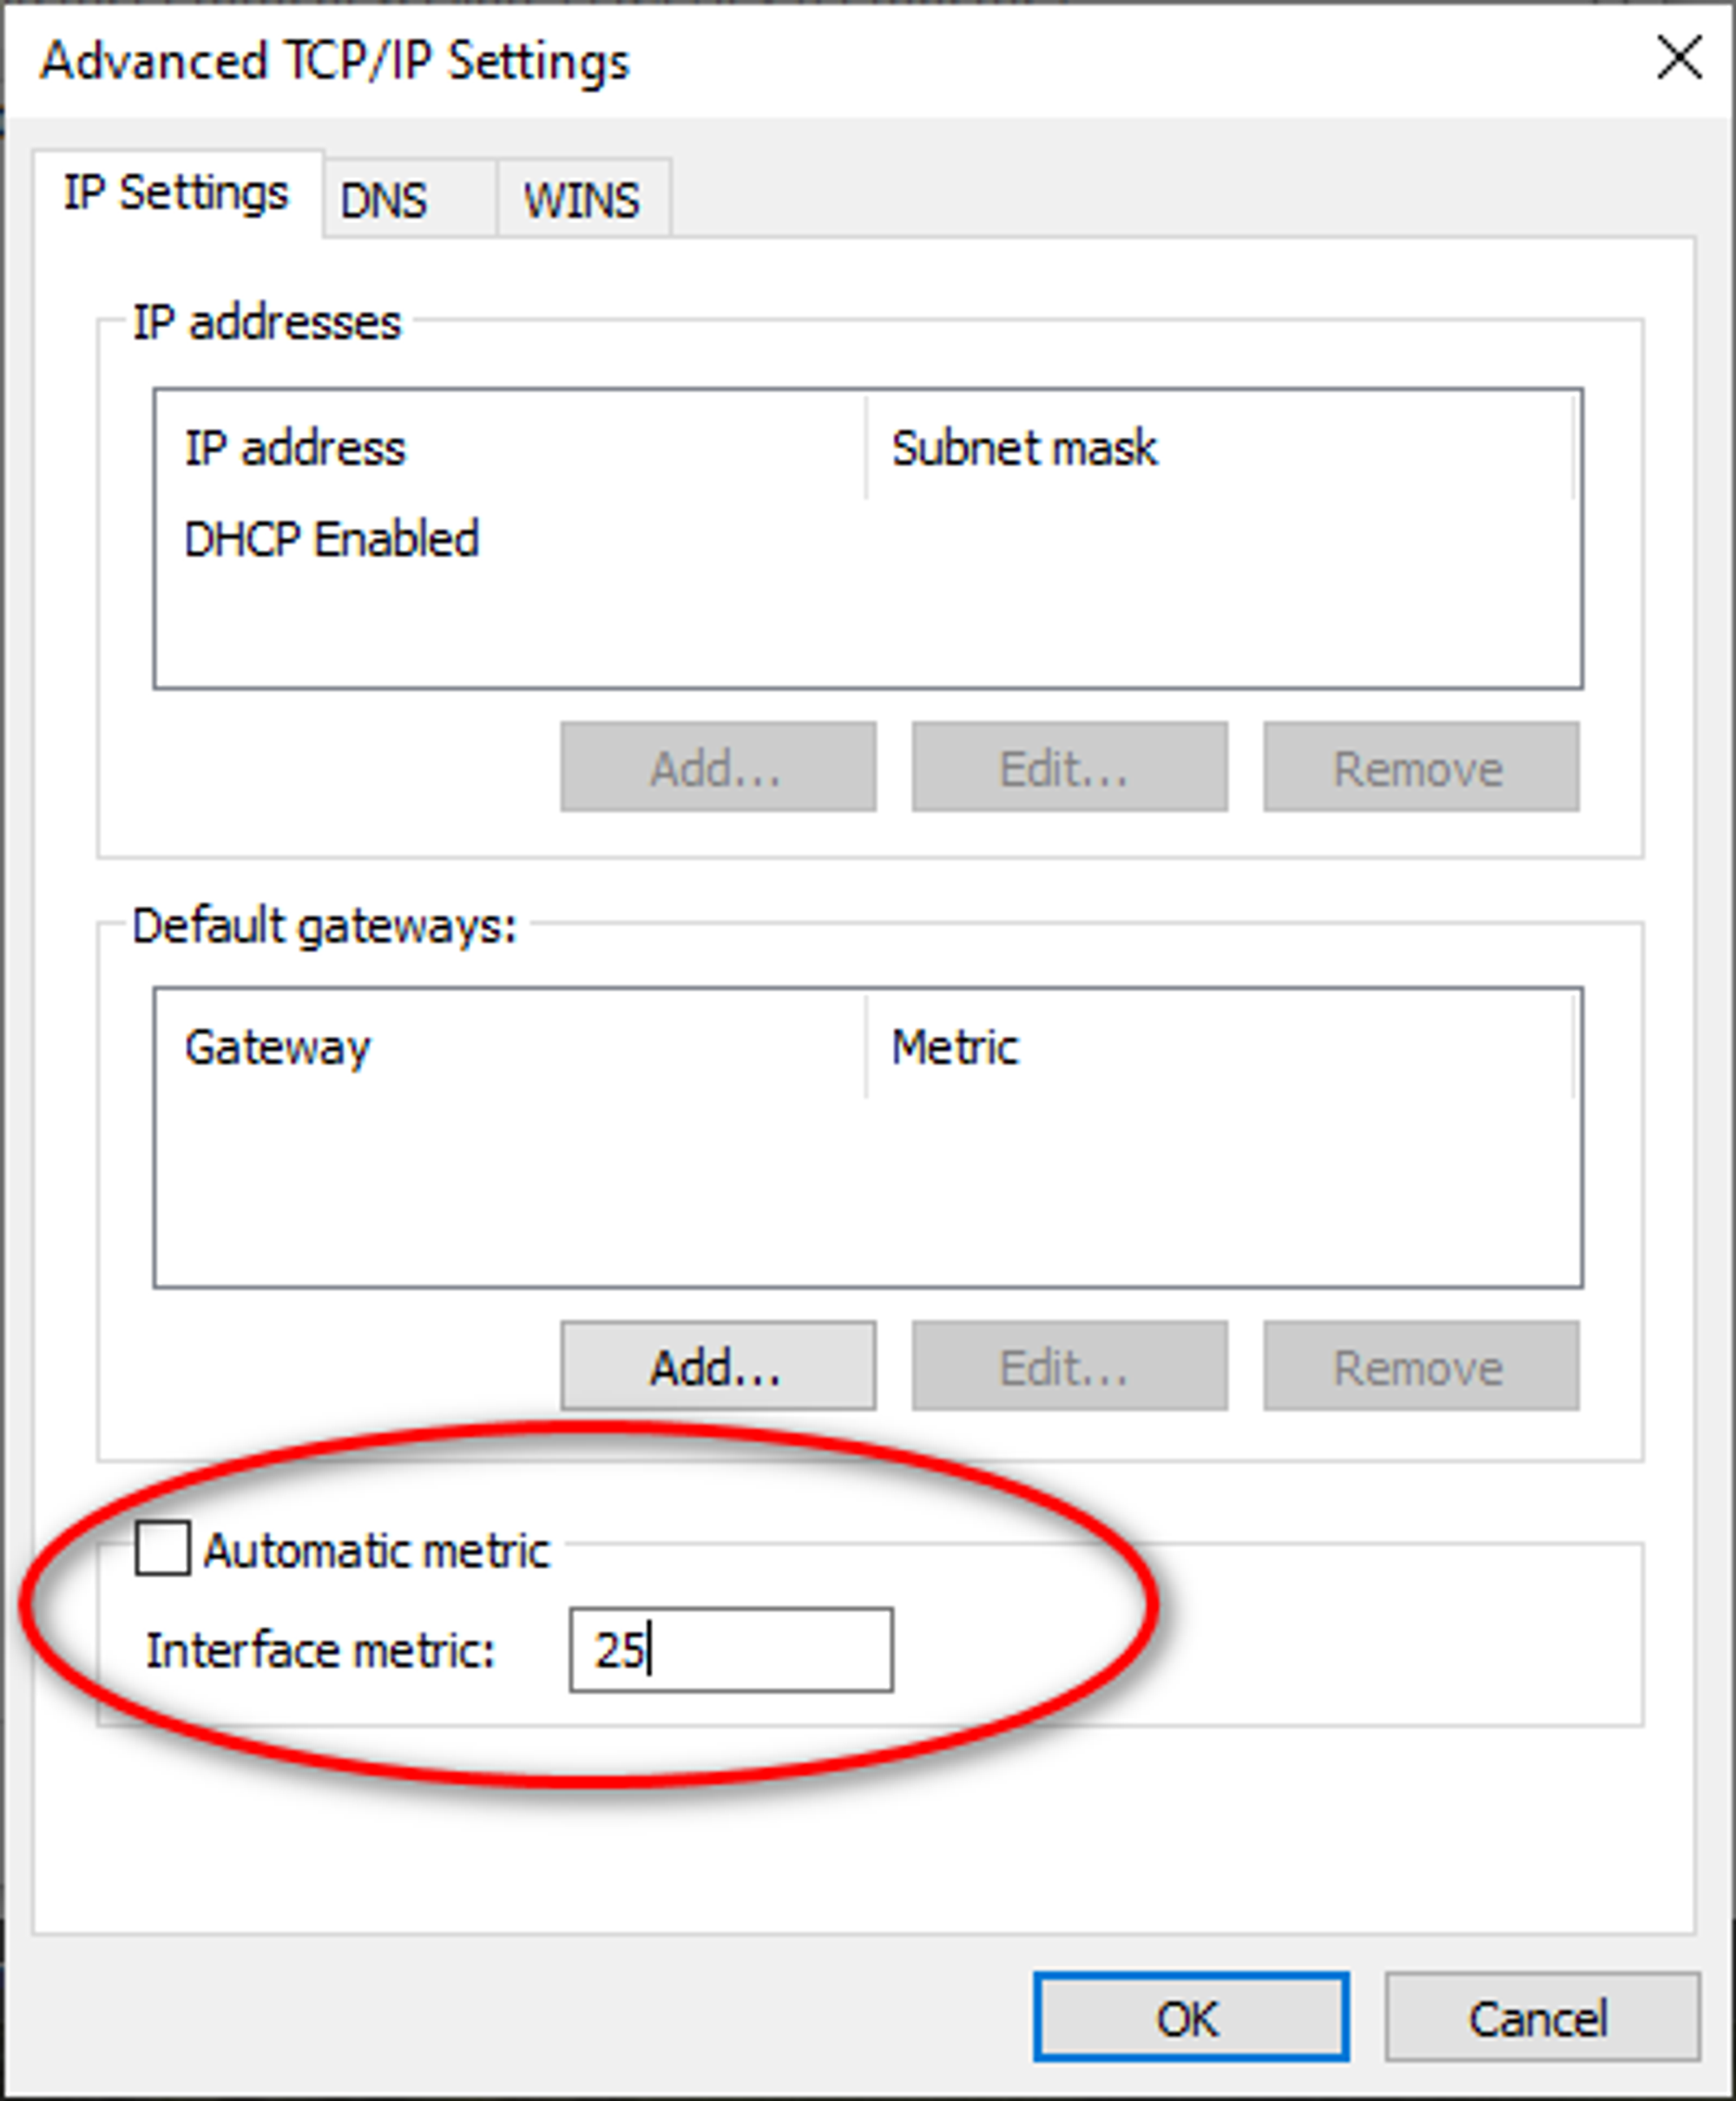 Advanced TCP/IP Settings
IP Settings DNS WINS
IP addresses
IP address Subnet mask
DHCP Enabled
Add... Edit... Remove
Default gateways:
Gateway Metric
Add... Edit... Remove
Automatic metric
Interface metric: 25
OK Cancel